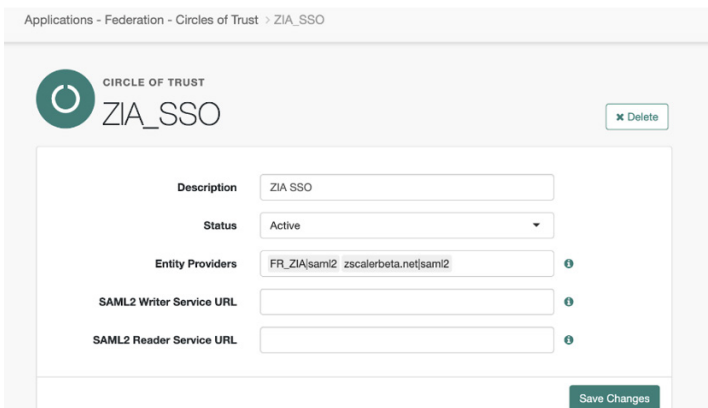 Applications - Federation - Circles of Trust > ZIA_SSO
CIRCLE OF TRUST
ZIA_SSO
✖ Delete
Description ZIA SSO
Status Active
Entity Providers FR_ZIA|saml2 zscalerbeta.net|saml2
SAML2 Writer Service URL
SAML2 Reader Service URL
Save Changes